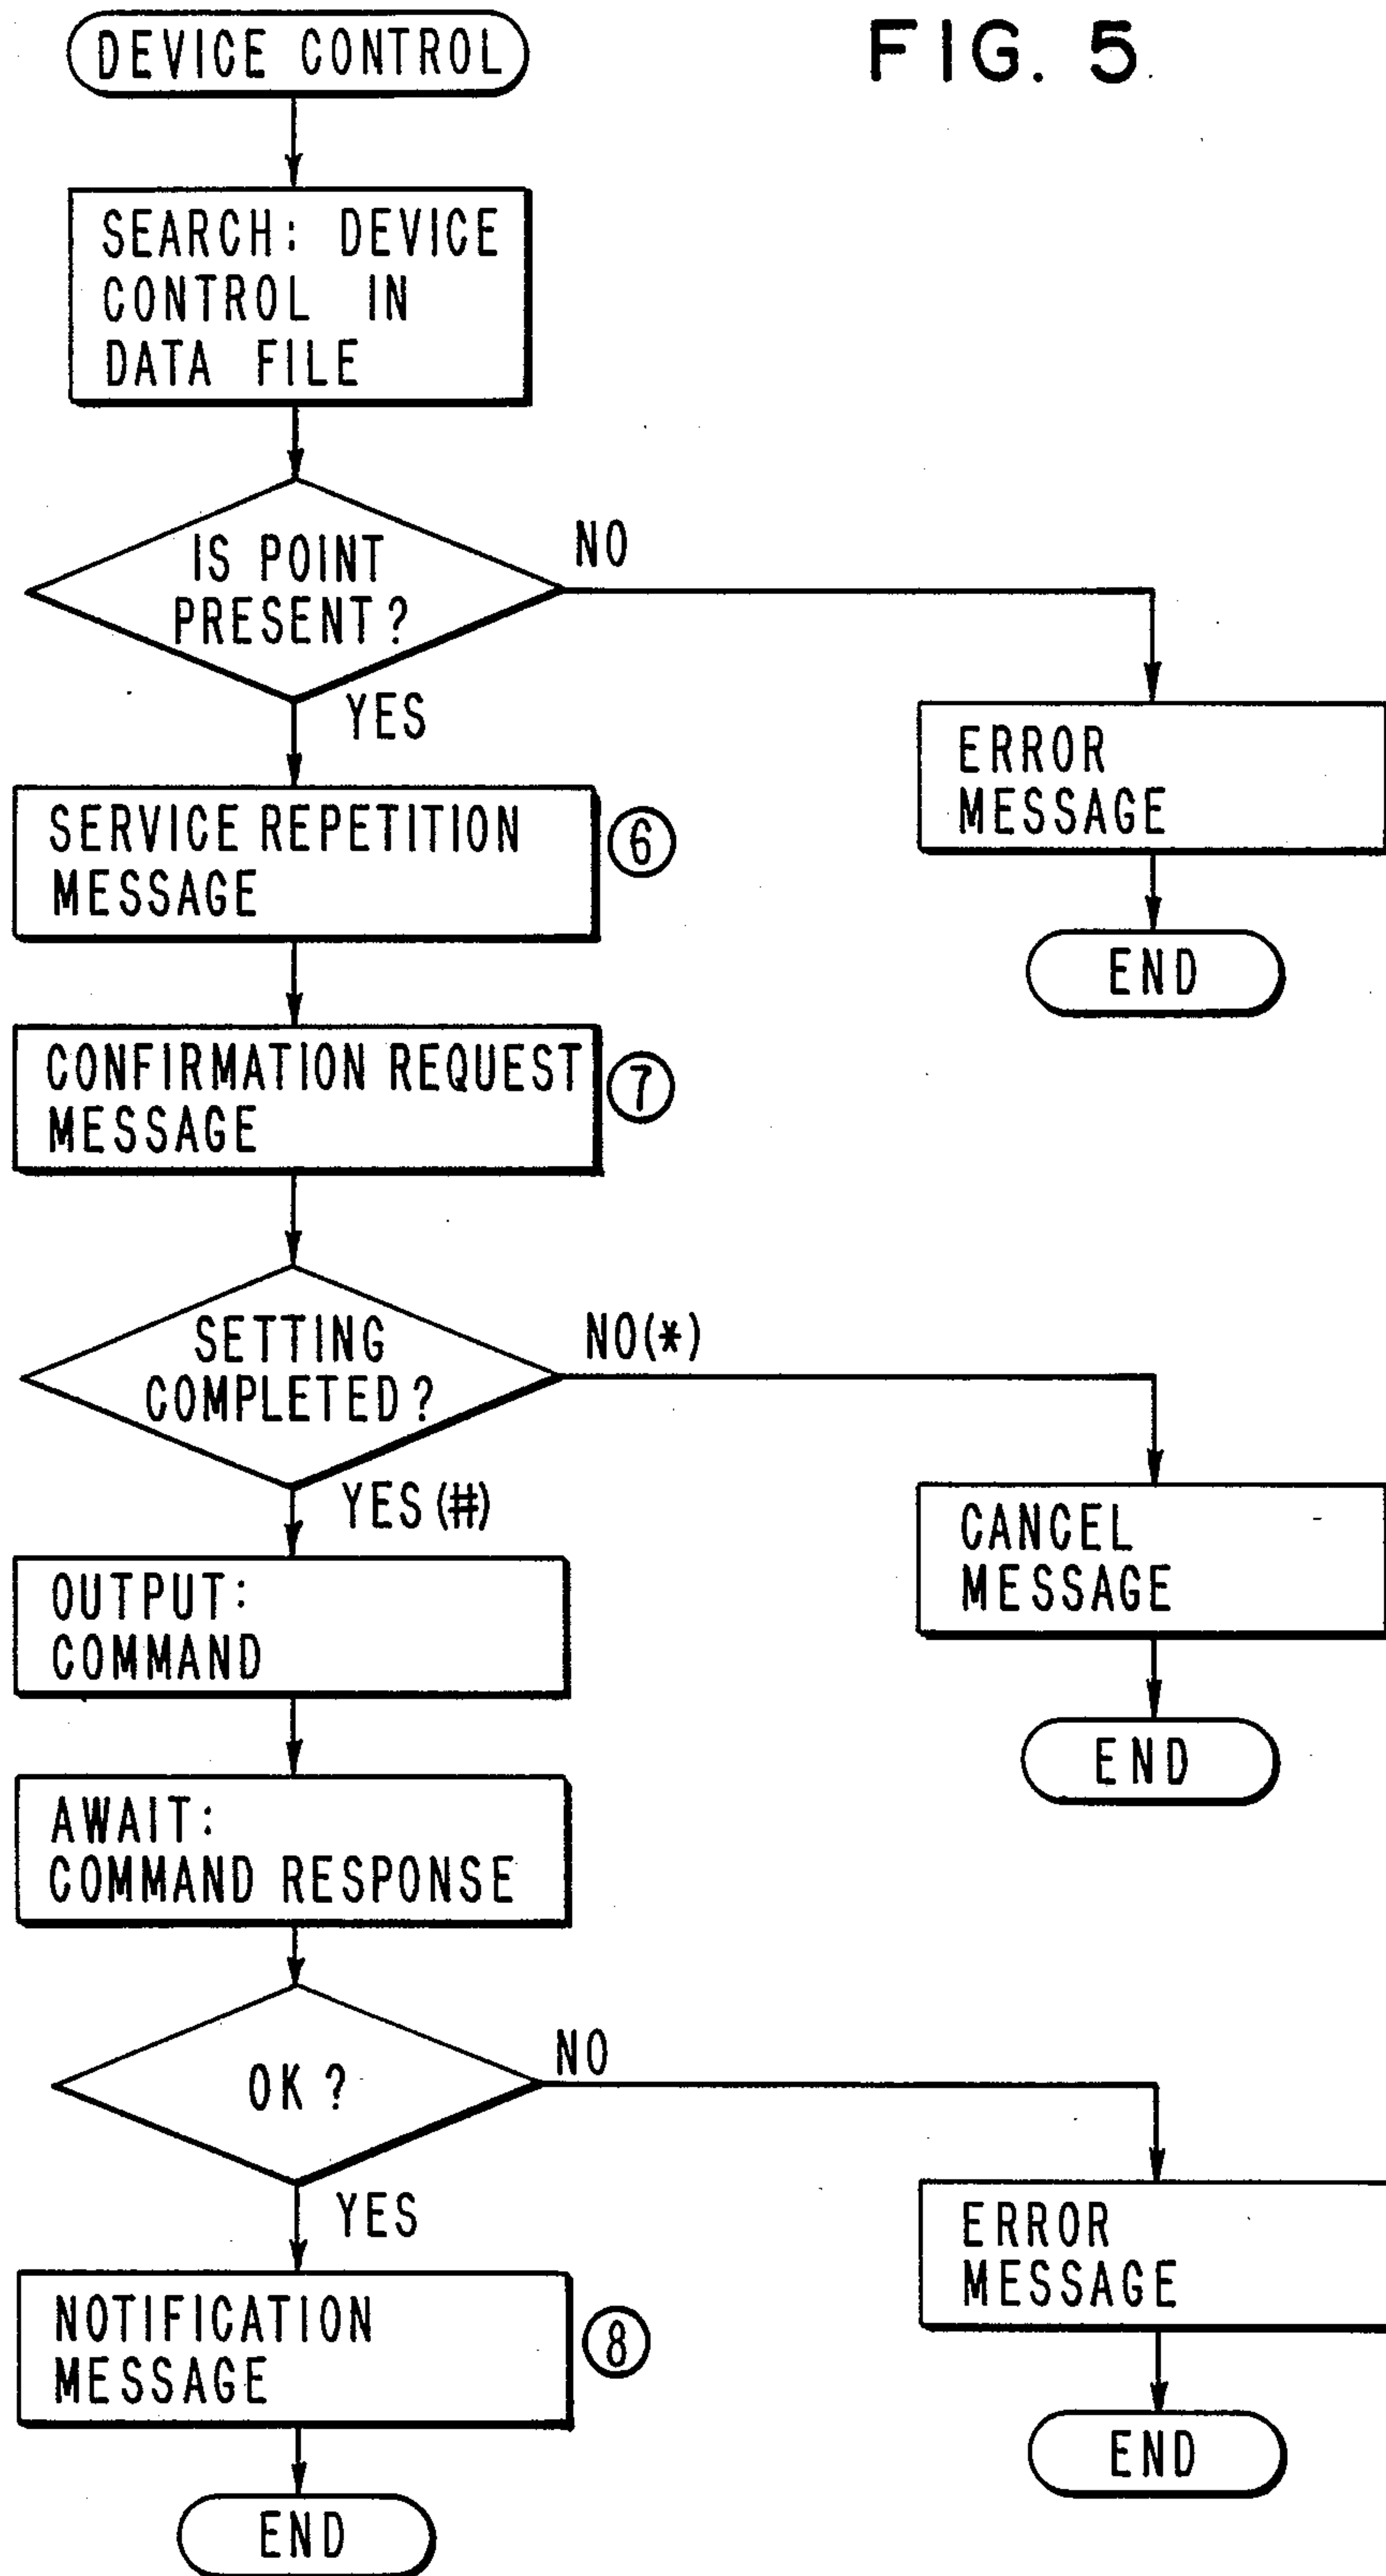 FIG. 5
DEVICE CONTROL
SEARCH: DEVICE
CONTROL IN
DATA FILE
IS POINT
PRESENT?
NO
YES
ERROR
MESSAGE
END
SERVICE REPETITION
MESSAGE
6
CONFIRMATION REQUEST
MESSAGE
7
SETTING
COMPLETED?
NO(*)
YES(#)
CANCEL
MESSAGE
END
OUTPUT:
COMMAND
AWAIT:
COMMAND RESPONSE
OK?
NO
YES
ERROR
MESSAGE
END
NOTIFICATION
MESSAGE
8
END